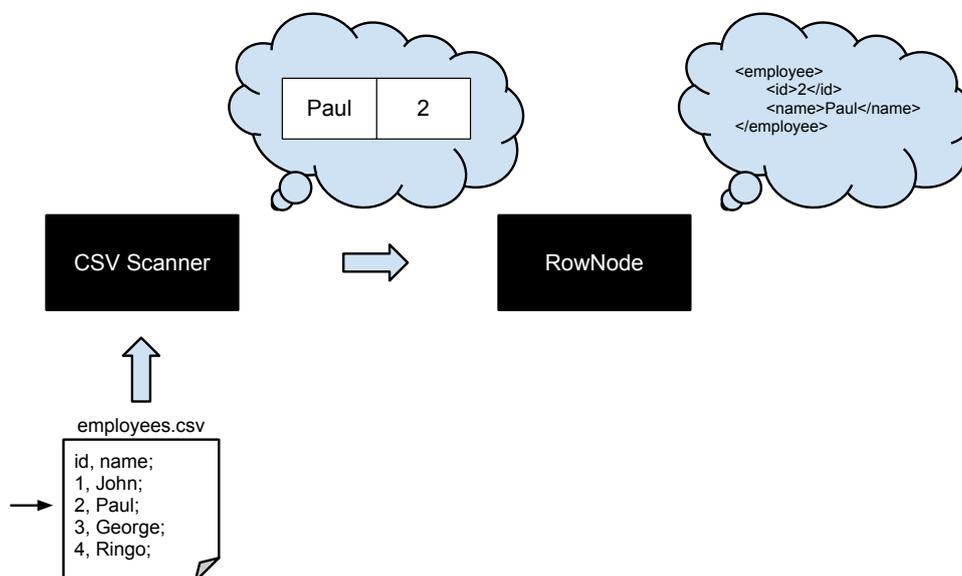 Paul 2
<employee>
<id>2</id>
<name>Paul</name>
</employee>
CSV Scanner
RowNode
employees.csv
id, name;
1, John;
2, Paul;
3, George;
4, Ringo;